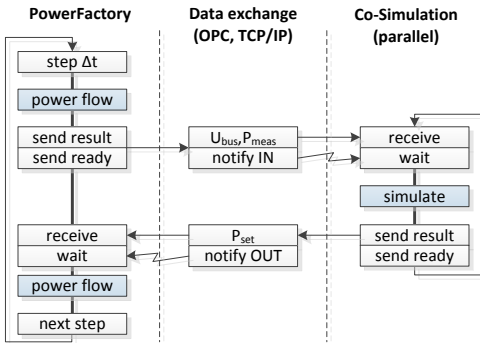 PowerFactory
Data exchange
(OPC, TCP/IP)
Co-Simulation
(parallel)
step Δt
power flow
send result
send ready
U_bus,P_meas
notify IN
receive
wait
simulate
receive
wait
P_set
notify OUT
send result
send ready
power flow
next step